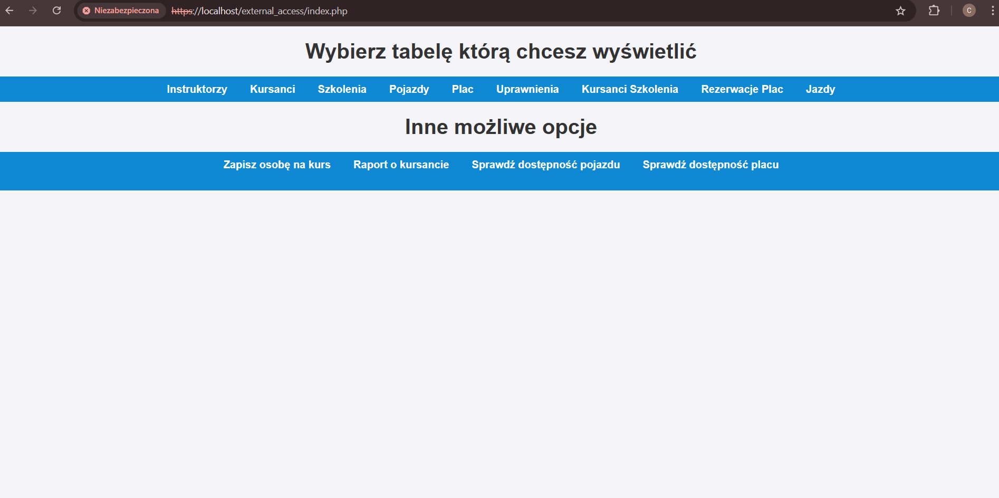 Niezabezpieczona https://localhost/external_access/index.php C
Wybierz tabelę którą chcesz wyświetlić
Instruktorzy Kursanci Szkolenia Pojazdy Plac Uprawnienia Kursanci Szkolenia Rezerwacje Plac Jazdy
Inne możliwe opcje
Zapisz osobę na kurs Raport o kursancie Sprawdź dostępność pojazdu Sprawdź dostępność placu